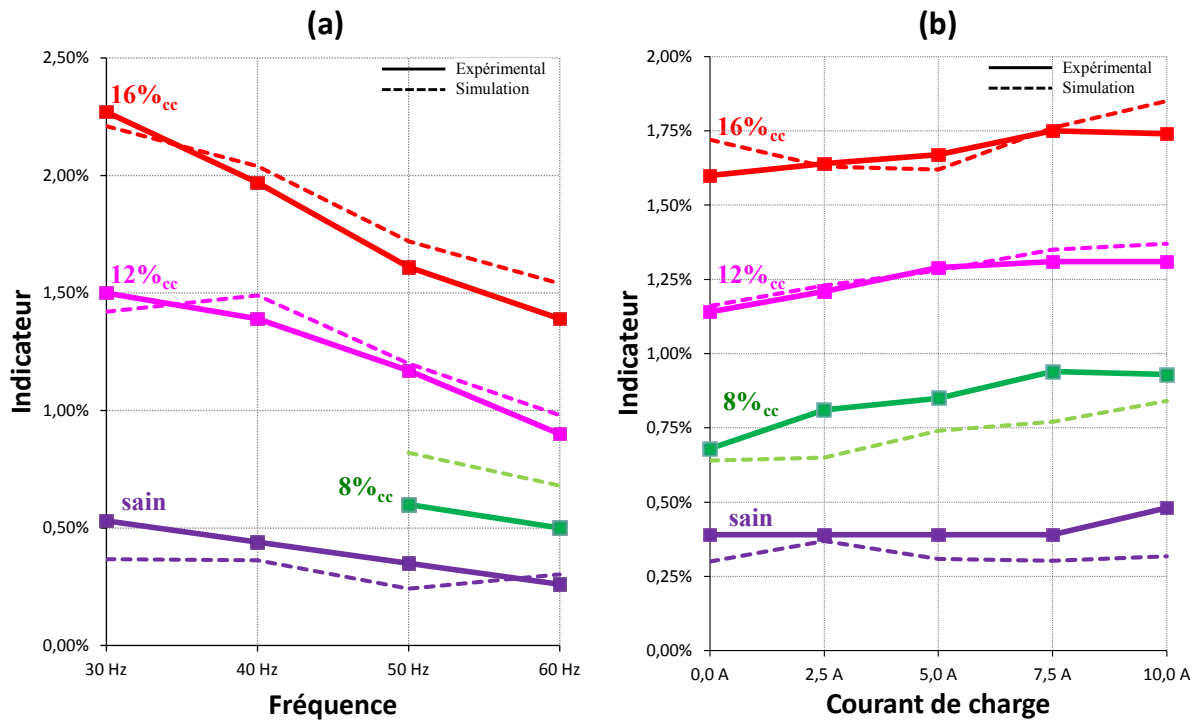 (a)
2,50%
2,00%
1,50%
1,00%
0,50%
0,00%
Indicateur
30 Hz 40 Hz 50 Hz 60 Hz
Fréquence
Expérimental
Simulation
16%cc
12%cc
8%cc
sain
(b)
2,00%
1,75%
1,50%
1,25%
1,00%
0,75%
0,50%
0,25%
0,00%
Indicateur
0,0 A 2,5 A 5,0 A 7,5 A 10,0 A
Courant de charge
Expérimental
Simulation
16%cc
12%cc
8%cc
sain